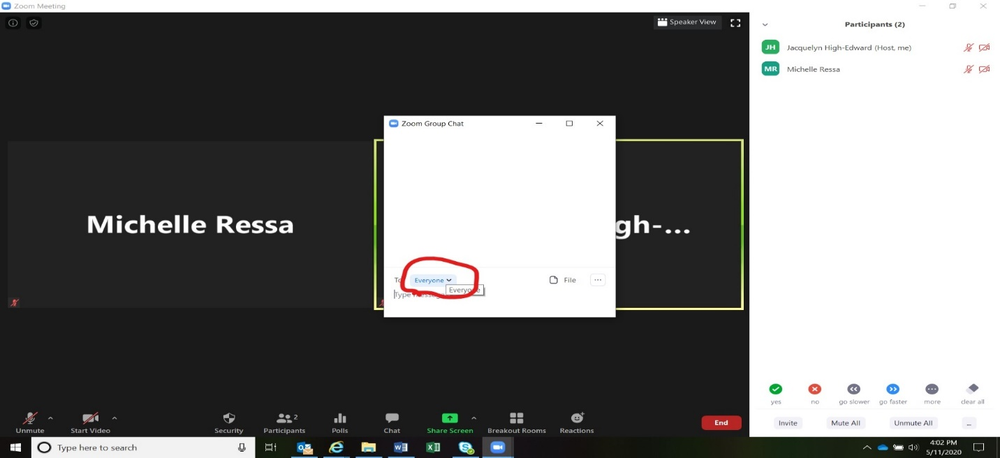 Zoom Meeting
Speaker View
Participants (2)
JH Jacquelyn High-Edward (Host, me)
MR Michelle Ressa
Zoom Group Chat
Michelle Ressa
gh-...
Everyone
File
...
Everyone
Type
yes
no
go slower
go faster
more
clear all
Invite
Mute All
Unmute All
...
Unmute
Start Video
Security
2
Participants
Polls
Chat
Share Screen
Breakout Rooms
Reactions
End
Type here to search
4:02 PM
5/11/2020